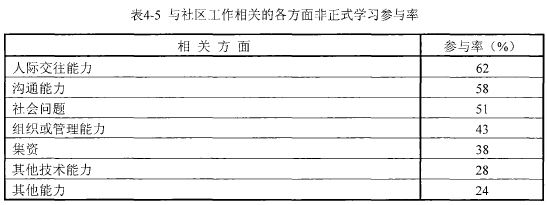 表4-5 与社区工作相关的各方面非正式学习参与率
相 关 方 面 参与率（%）
人际交往能力 62
沟通能力 58
社会问题 51
组织或管理能力 43
集资 38
其他技术能力 28
其他能力 24